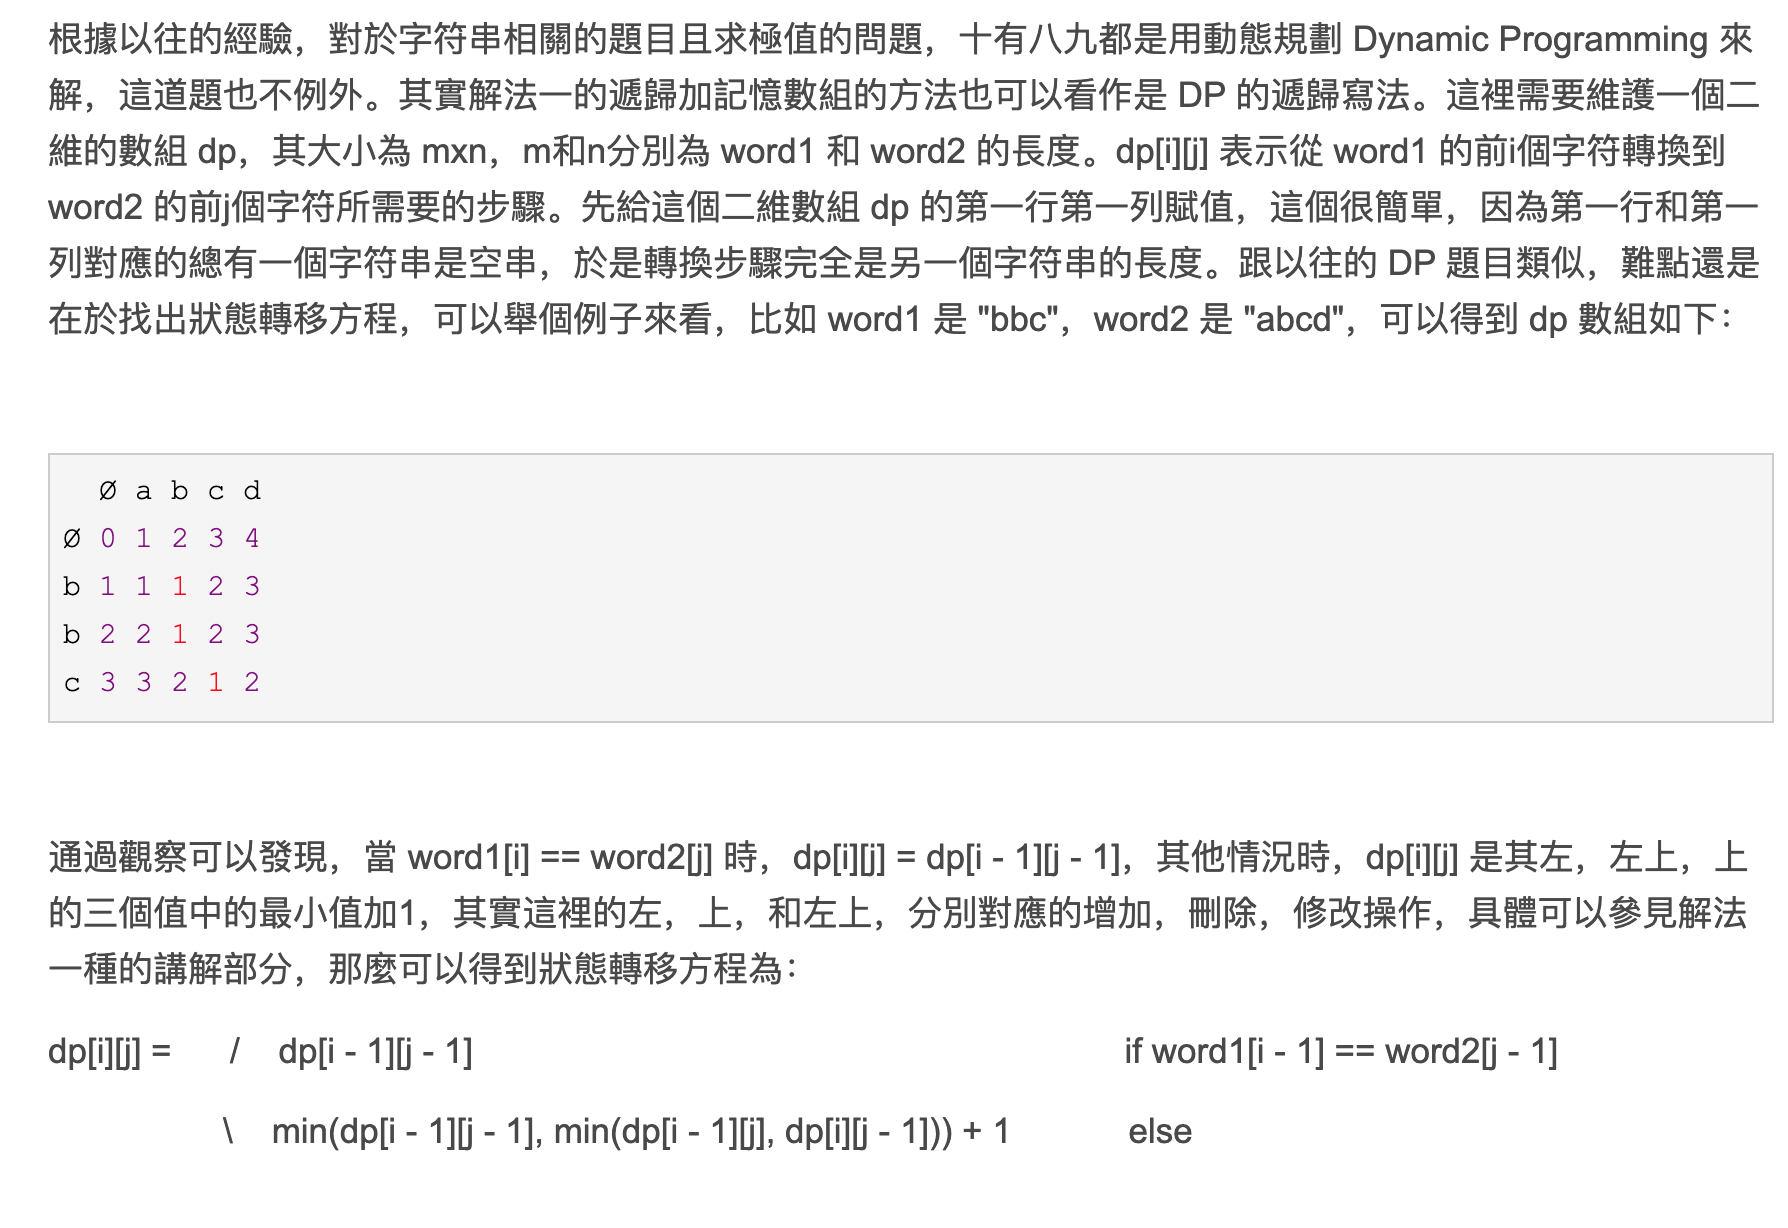 根據以往的經驗，對於字符串相關的題目且求極值的問題，十有八九都是用動態規劃 Dynamic Programming 來
解，這道題也不例外。其實解法一的遞歸加記憶數組的方法也可以看作是 DP 的遞歸寫法。這裡需要維護一個二
維的數組 dp，其大小為 mxn，m和n分別為 word1 和 word2 的長度。dp[i][j] 表示從 word1 的前i個字符轉換到
word2 的前j個字符所需要的步驟。先給這個二維數組 dp 的第一行第一列賦值，這個很簡單，因為第一行和第一
列對應的總有一個字符串是空串，於是轉換步驟完全是另一個字符串的長度。跟以往的 DP 題目類似，難點還是
在於找出狀態轉移方程，可以舉個例子來看，比如 word1 是 "bbc"，word2 是 "abcd"，可以得到 dp 數組如下：
Ø a b c d
Ø 0 1 2 3 4
b 1 1 1 2 3
b 2 2 1 2 3
c 3 3 2 1 2
通過觀察可以發現，當 word1[i] == word2[j] 時，dp[i][j] = dp[i - 1][j - 1]，其他情況時，dp[i][j] 是其左，左上，上
的三個值中的最小值加1，其實這裡的左，上，和左上，分別對應的增加，刪除，修改操作，具體可以參見解法
一種的講解部分，那麼可以得到狀態轉移方程為：
dp[i][j] = / dp[i - 1][j - 1] if word1[i - 1] == word2[j - 1]
\ min(dp[i - 1][j - 1], min(dp[i - 1][j], dp[i][j - 1])) + 1 else